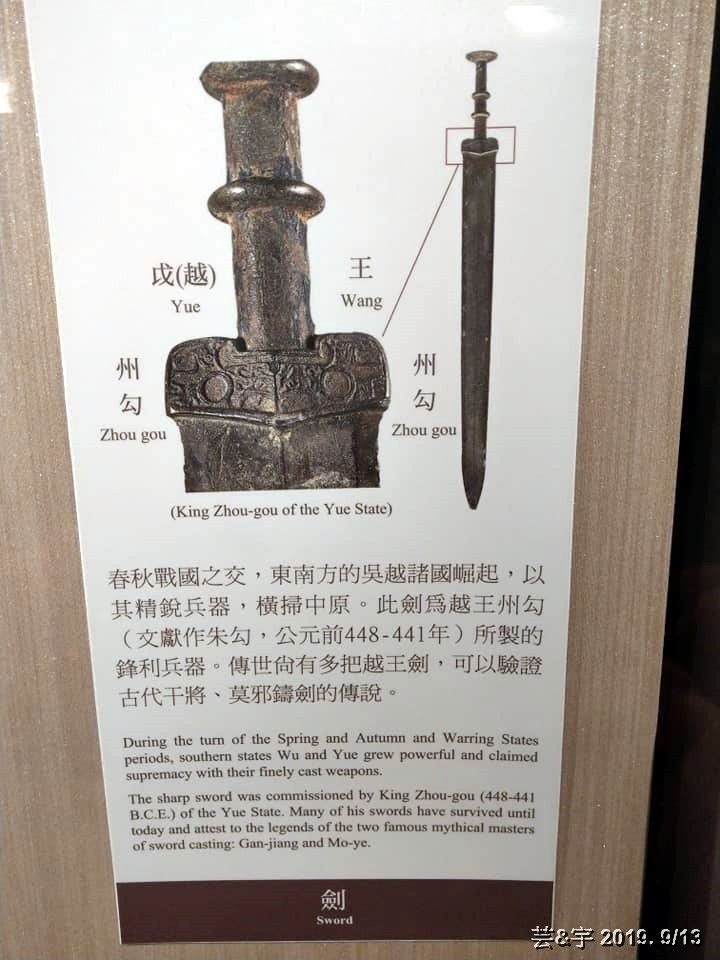 戉(越)
Yue
王
Wang
州
勾
Zhou gou
州
勾
Zhou gou
(King Zhou-gou of the Yue State)
春秋戰國之交，東南方的吳越諸國崛起，以
其精銳兵器，橫掃中原。此劍爲越王州勾
（文獻作朱勾，公元前448-441年）所製的
鋒利兵器。傳世尙有多把越王劍，可以驗證
古代干將、莫邪鑄劍的傳說。
During the turn of the Spring and Autumn and Warring States
periods, southern states Wu and Yue grew powerful and claimed
supremacy with their finely cast weapons.
The sharp sword was commissioned by King Zhou-gou (448-441
B.C.E.) of the Yue State. Many of his swords have survived until
today and attest to the legends of the two famous mythical masters
of sword casting: Gan-jiang and Mo-ye.
劍
Sword
芸&宇 2019. 9/13